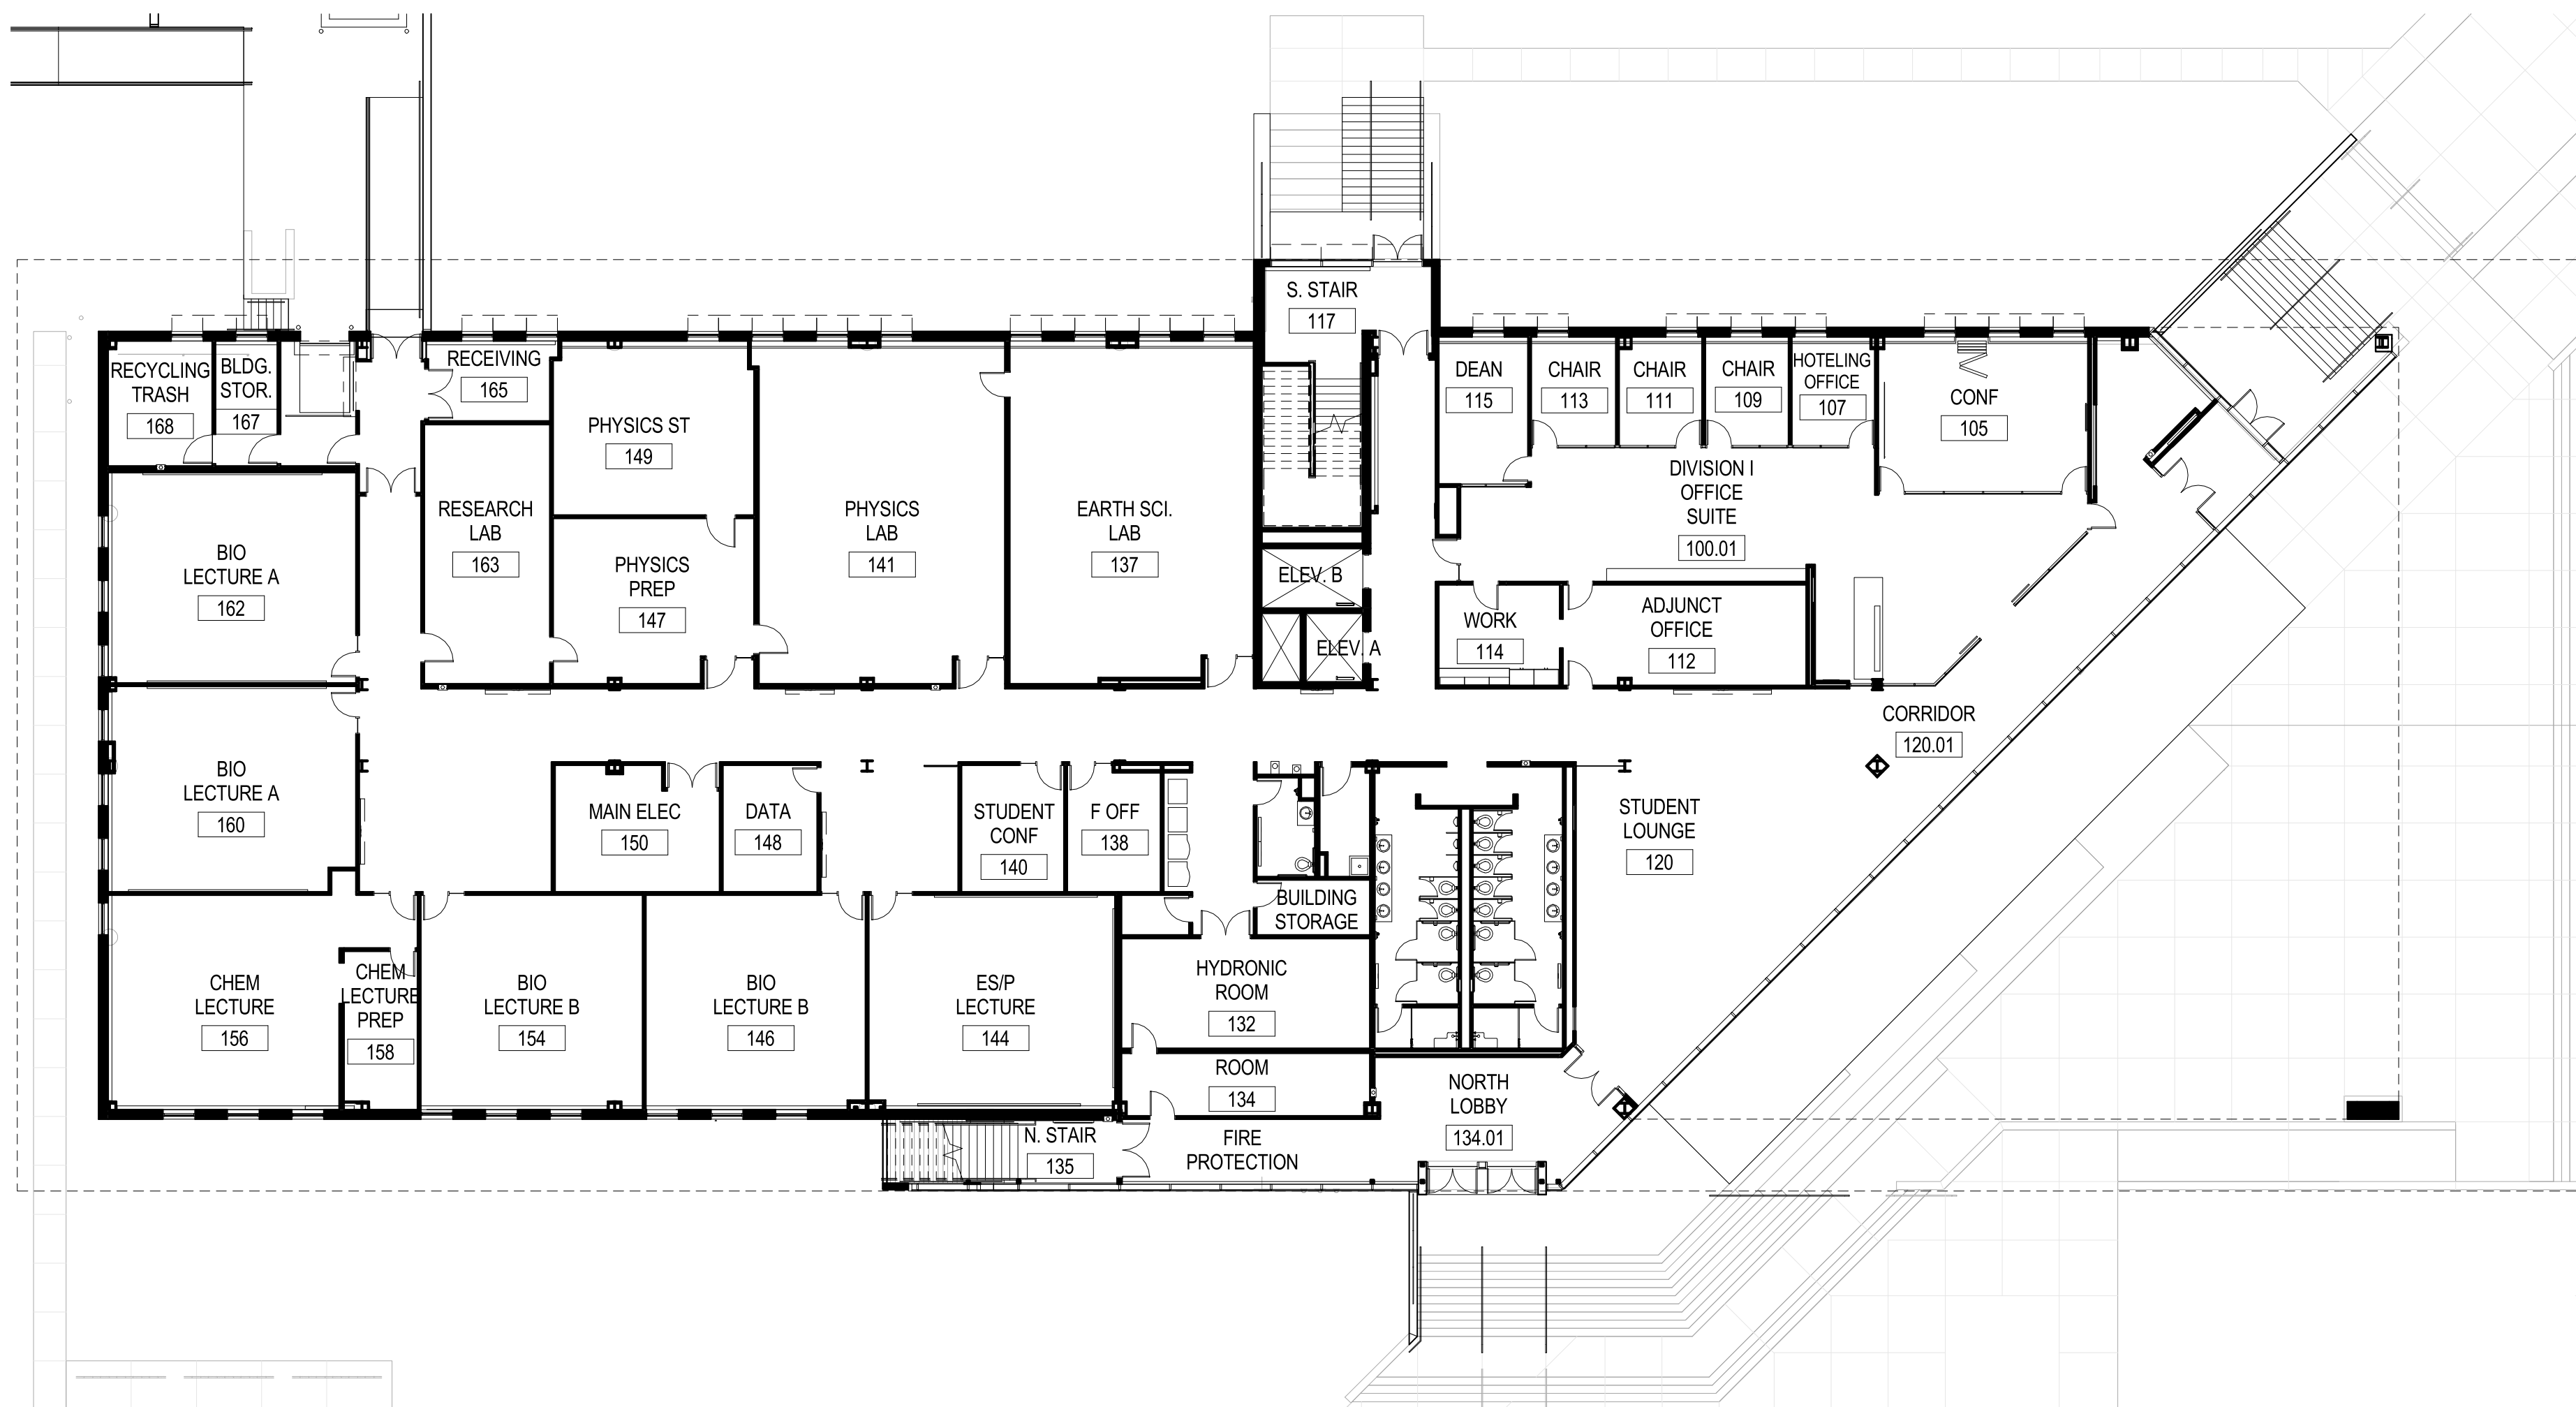 S. STAIR
117
RECYCLING
TRASH
168
BLDG.
STOR.
167
RECEIVING
165
PHYSICS ST
149
RESEARCH
LAB
163
PHYSICS
PREP
147
PHYSICS
LAB
141
EARTH SCI.
LAB
137
ELEV. B
ELEV. A
DEAN
115
CHAIR
113
CHAIR
111
CHAIR
109
HOTELING
OFFICE
107
CONF
105
DIVISION I
OFFICE
SUITE
100.01
WORK
114
ADJUNCT
OFFICE
112
BIO
LECTURE A
162
BIO
LECTURE A
160
MAIN ELEC
150
DATA
148
STUDENT
CONF
140
F OFF
138
CORRIDOR
120.01
STUDENT
LOUNGE
120
BUILDING
STORAGE
CHEM
LECTURE
156
CHEM
LECTURE
PREP
158
BIO
LECTURE B
154
BIO
LECTURE B
146
ES/P
LECTURE
144
HYDRONIC
ROOM
132
ROOM
134
NORTH
LOBBY
134.01
N. STAIR
135
FIRE
PROTECTION